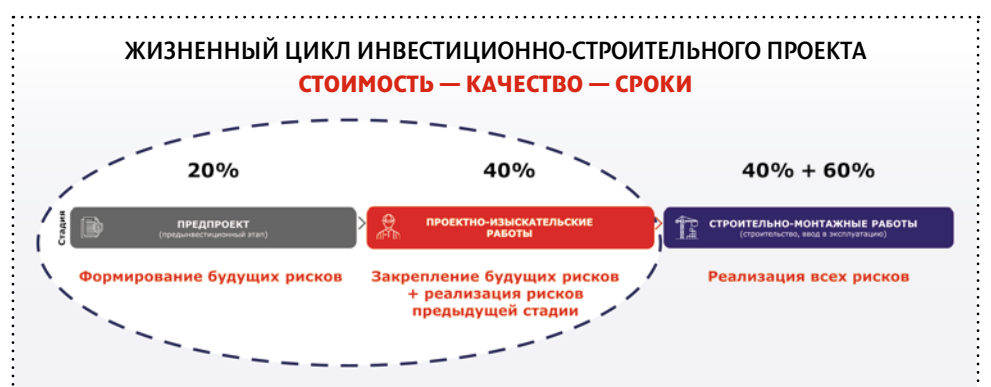 ЖИЗНЕННЫЙ ЦИКЛ ИНВЕСТИЦИОННО-СТРОИТЕЛЬНОГО ПРОЕКТА
СТОИМОСТЬ — КАЧЕСТВО — СРОКИ
20%
40%
40% + 60%
Стадия
ПРЕДПРОЕКТ
(предынвестиционный этап)
ПРОЕКТНО-ИЗЫСКАТЕЛЬСКИЕ
РАБОТЫ
СТРОИТЕЛЬНО-МОНТАЖНЫЕ РАБОТЫ
(строительство, ввод в эксплуатацию)
Формирование будущих рисков
Закрепление будущих рисков
+ реализация рисков
предыдущей стадии
Реализация всех рисков